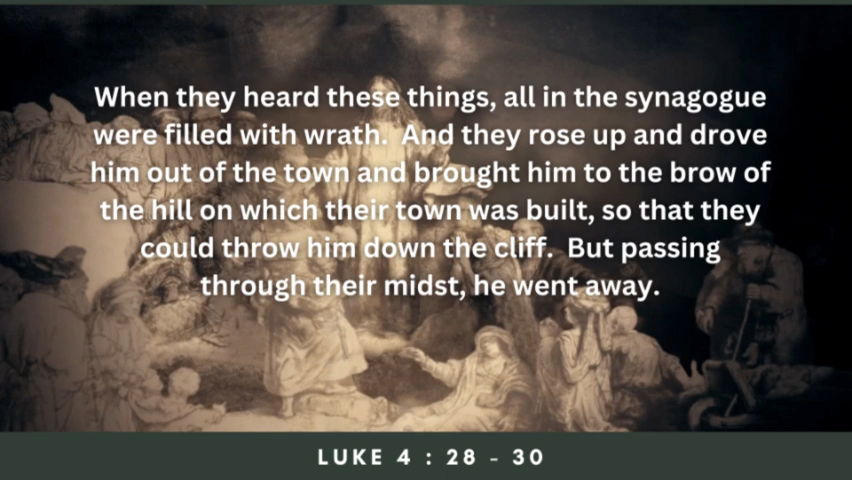 When they heard these things, all in the synagogue
were filled with wrath.  And they rose up and drove
him out of the town and brought him to the brow of
the hill on which their town was built, so that they
could throw him down the cliff.  But passing
through their midst, he went away.
LUKE 4 : 28 - 30